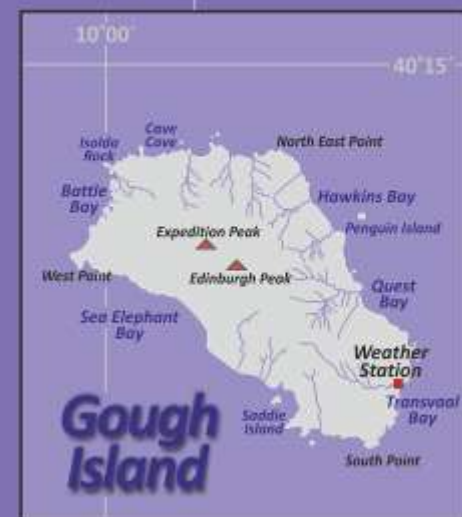 10°00'
40°15'
Cave
Cove
Isolda
Rock
North East Point
Battle
Bay
Hawkins Bay
Penguin Island
Expedition Peak
West Point
Edinburgh Peak
Quest
Bay
Sea Elephant
Bay
Weather
Station
Transvaal
Bay
Saddle
Island
Gough
Island
South Point